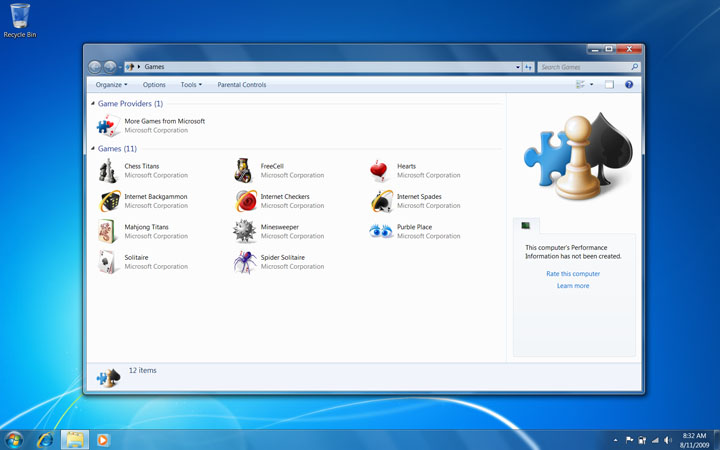 Recycle Bin
Games
Search Games
Organize Options Tools Parental Controls
Game Providers (1)
More Games from Microsoft
Microsoft Corporation
Games (11)
Chess Titans
Microsoft Corporation
FreeCell
Microsoft Corporation
Hearts
Microsoft Corporation
Internet Backgammon
Microsoft Corporation
Internet Checkers
Microsoft Corporation
Internet Spades
Microsoft Corporation
Mahjong Titans
Microsoft Corporation
Minesweeper
Microsoft Corporation
Purble Place
Microsoft Corporation
Solitaire
Microsoft Corporation
Spider Solitaire
Microsoft Corporation
This computer's Performance
Information has not been created.
Rate this computer
Learn more
12 items
8:32 AM
8/11/2009